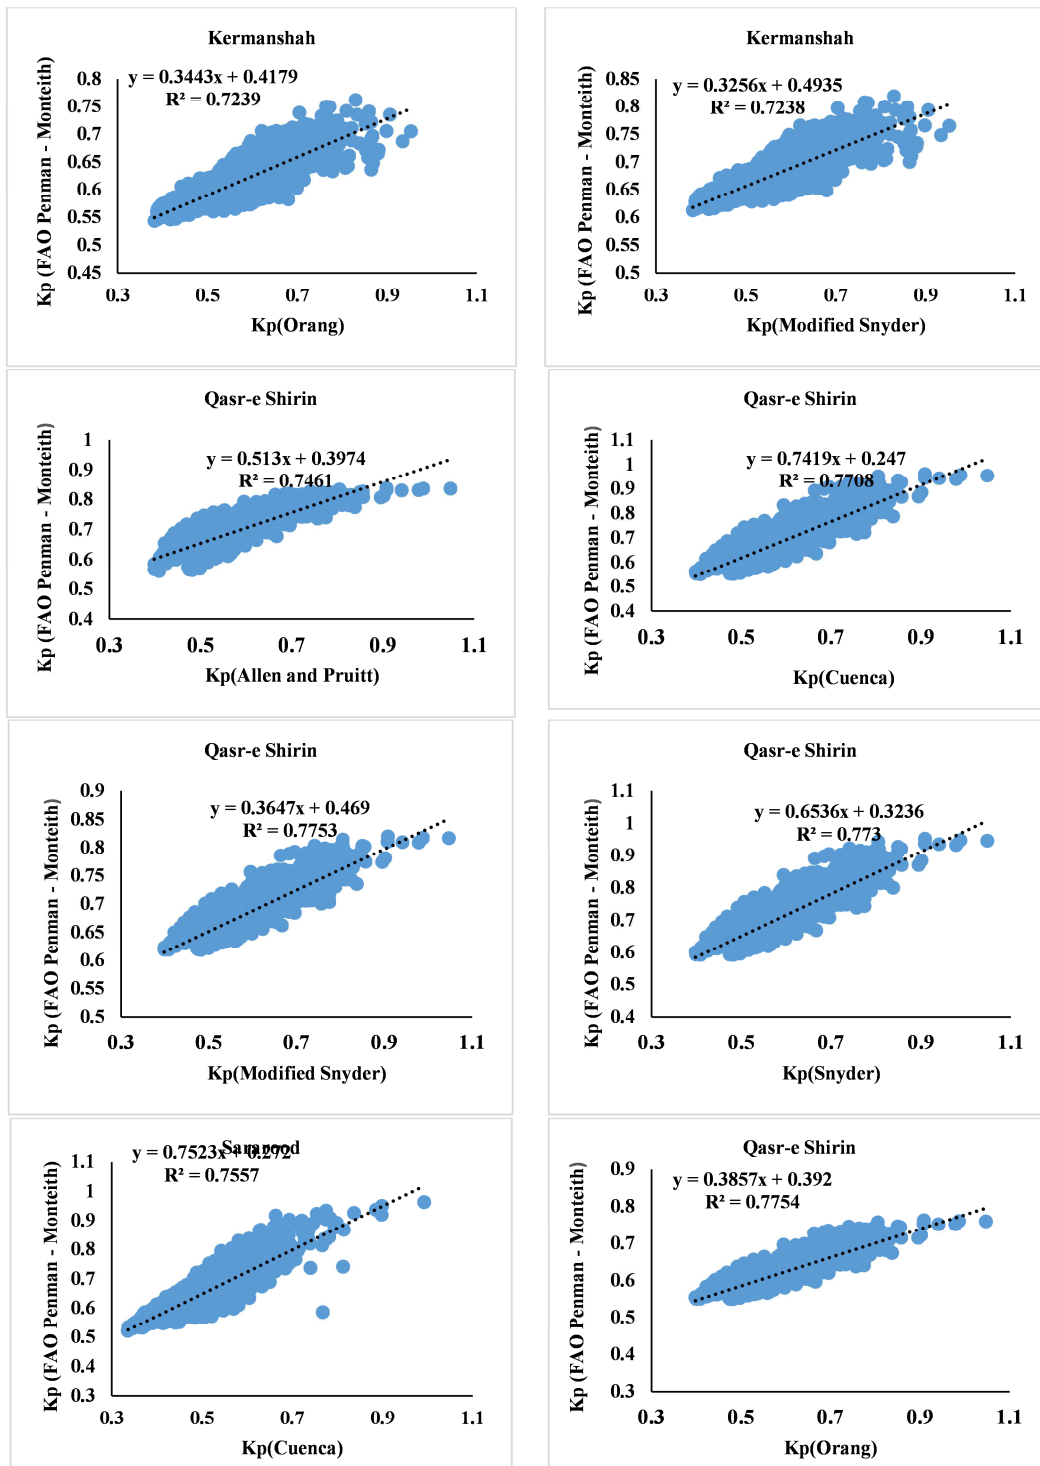 Kermanshah
y = 0.3443x + 0.4179
R² = 0.7239
Kp (FAO Penman - Monteith)
0.8
0.75
0.7
0.65
0.6
0.55
0.5
0.45
0.3 0.5 0.7 0.9 1.1
Kp(Orang)
Kermanshah
y = 0.3256x + 0.4935
R² = 0.7238
Kp (FAO Penman - Monteith)
0.85
0.8
0.75
0.7
0.65
0.6
0.55
0.5
0.3 0.5 0.7 0.9 1.1
Kp(Modified Snyder)
Qasr-e Shirin
y = 0.513x + 0.3974
R² = 0.7461
Kp (FAO Penman - Monteith)
1
0.9
0.8
0.7
0.6
0.5
0.4
0.3 0.5 0.7 0.9 1.1
Kp(Allen and Pruitt)
Qasr-e Shirin
y = 0.7419x + 0.247
R² = 0.7708
Kp (FAO Penman - Monteith)
1.1
1
0.9
0.8
0.7
0.6
0.5
0.4
0.3 0.5 0.7 0.9 1.1
Kp(Cuenca)
Qasr-e Shirin
y = 0.3647x + 0.469
R² = 0.7753
Kp (FAO Penman - Monteith)
0.9
0.85
0.8
0.75
0.7
0.65
0.6
0.55
0.5
0.3 0.5 0.7 0.9 1.1
Kp(Modified Snyder)
Qasr-e Shirin
y = 0.6536x + 0.3236
R² = 0.773
Kp (FAO Penman - Monteith)
1.1
1
0.9
0.8
0.7
0.6
0.5
0.4
0.3 0.5 0.7 0.9 1.1
Kp(Snyder)
Sararood
y = 0.7523x + 0.272
R² = 0.7557
Kp (FAO Penman - Monteith)
1.1
1
0.9
0.8
0.7
0.6
0.5
0.4
0.3
0.3 0.5 0.7 0.9 1.1
Kp(Cuenca)
Qasr-e Shirin
y = 0.3857x + 0.392
R² = 0.7754
Kp (FAO Penman - Monteith)
0.9
0.8
0.7
0.6
0.5
0.4
0.3
0.3 0.5 0.7 0.9 1.1
Kp(Orang)